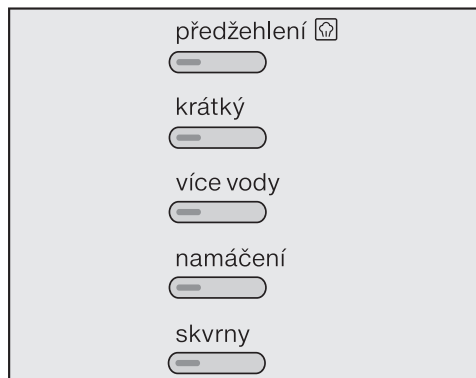 předžehlení
krátký
více vody
namáčení
skvrny